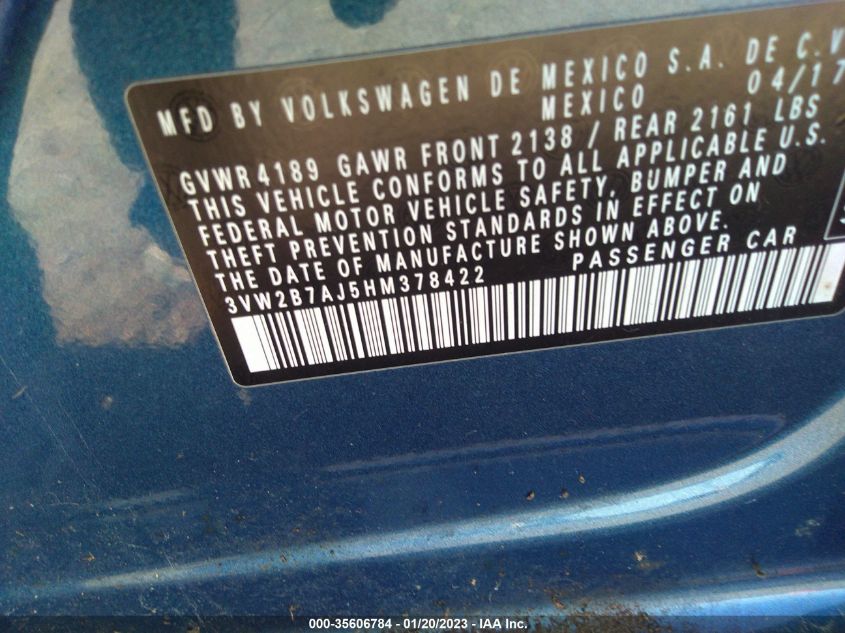 MFD BY VOLKSWAGEN DE MEXICO S.A. DE C.V
MEXICO 04/17
GVWR 4189 GAWR FRONT 2138 / REAR 2161 LBS
THIS VEHICLE CONFORMS TO ALL APPLICABLE U.S.
FEDERAL MOTOR VEHICLE SAFETY, BUMPER AND
THEFT PREVENTION STANDARDS IN EFFECT ON
THE DATE OF MANUFACTURE SHOWN ABOVE.
3VW2B7AJ5HM378422 PASSENGER CAR
000-35606784 - 01/20/2023 - IAA Inc.